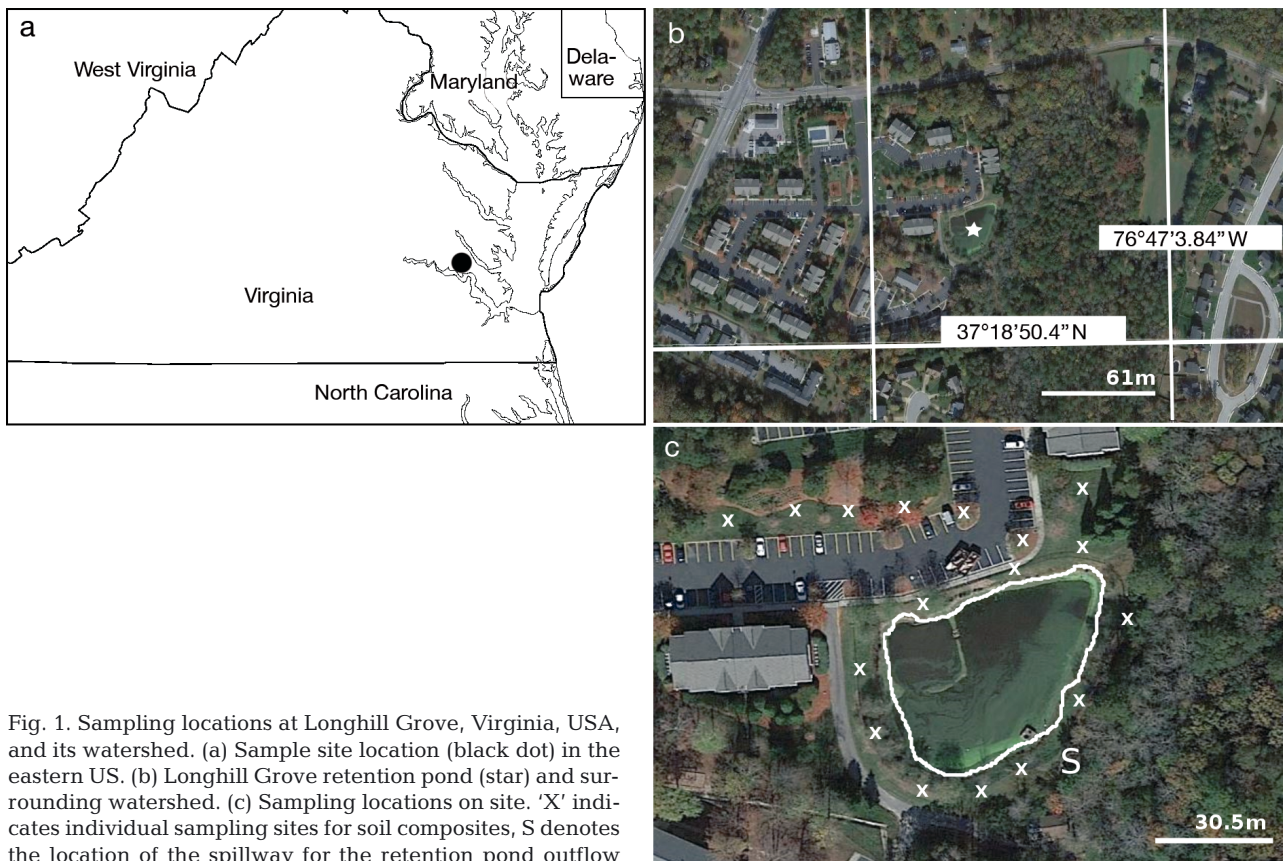 a
West Virginia
Maryland
Dela-
ware
Virginia
North Carolina
b
76°47’3.84” W
37°18’50.4” N
61m
c
x x x x x x
x x x
x x
x
x x
x x x
S
30.5m
Fig. 1. Sampling locations at Longhill Grove, Virginia, USA,
and its watershed. (a) Sample site location (black dot) in the
eastern US. (b) Longhill Grove retention pond (star) and sur-
rounding watershed. (c) Sampling locations on site. ‘X’ indi-
cates individual sampling sites for soil composites, S denotes
the location of the spillway for the retention pond outflow